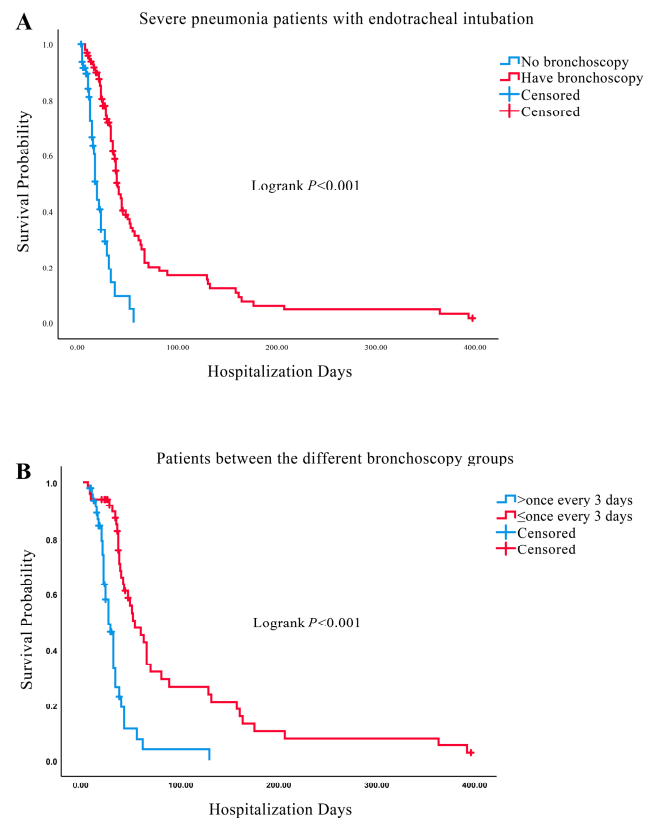 A
Severe pneumonia patients with endotracheal intubation
1.0
0.8
0.6
0.4
0.2
0.0
Survival Probability
No bronchoscopy
Have bronchoscopy
Censored
Censored
Logrank P<0.001
0.00 100.00 200.00 300.00 400.00
Hospitalization Days
B
Patients between the different bronchoscopy groups
1.0
0.8
0.6
0.4
0.2
0.0
Survival Probability
>once every 3 days
≤once every 3 days
Censored
Censored
Logrank P<0.001
0.00 100.00 200.00 300.00 400.00
Hospitalization Days